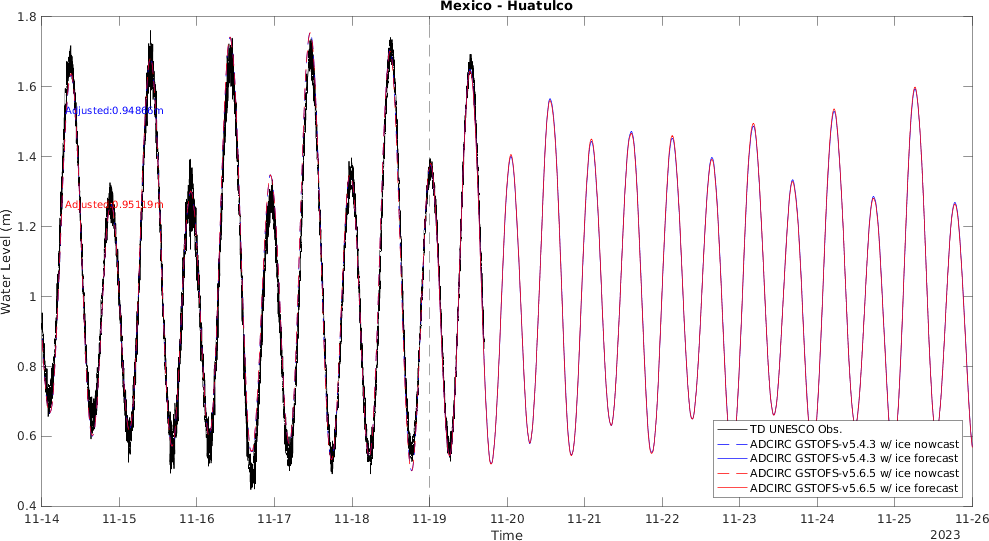 Mexico - Huatulco
1.8
1.6
1.4
1.2
1
0.8
0.6
0.4
Water Level (m)
Adjusted:0.94866m
Adjusted:0.95119m
TD UNESCO Obs.
ADCIRC GSTOFS-v5.4.3 w/ ice nowcast
ADCIRC GSTOFS-v5.4.3 w/ ice forecast
ADCIRC GSTOFS-v5.6.5 w/ ice nowcast
ADCIRC GSTOFS-v5.6.5 w/ ice forecast
11-14 11-15 11-16 11-17 11-18 11-19 11-20 11-21 11-22 11-23 11-24 11-25 11-26
Time
2023